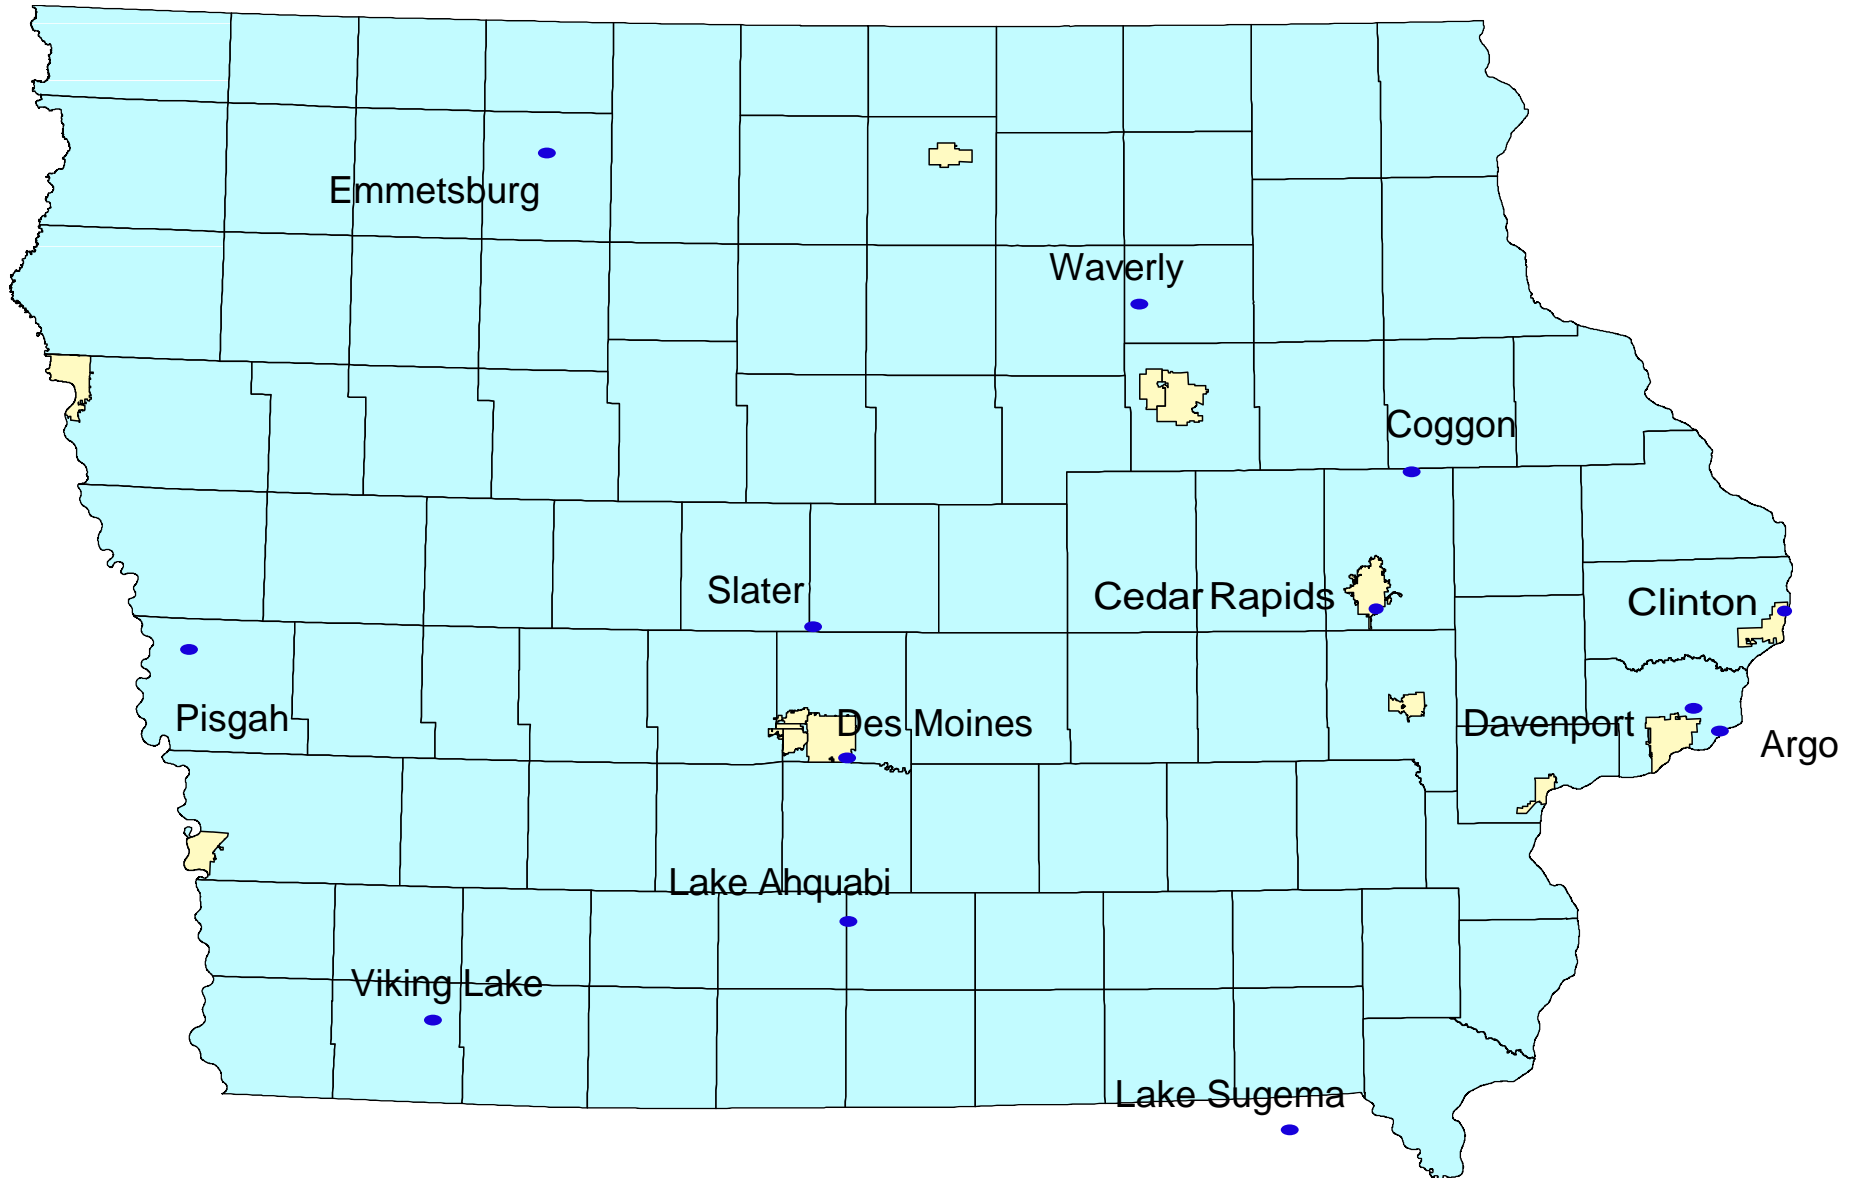 Emmetsburg
Waverly
Coggon
Slater
Cedar Rapids
Clinton
Pisgah
Des Moines
Davenport
Argo
Lake Ahquabi
Viking Lake
Lake Sugema